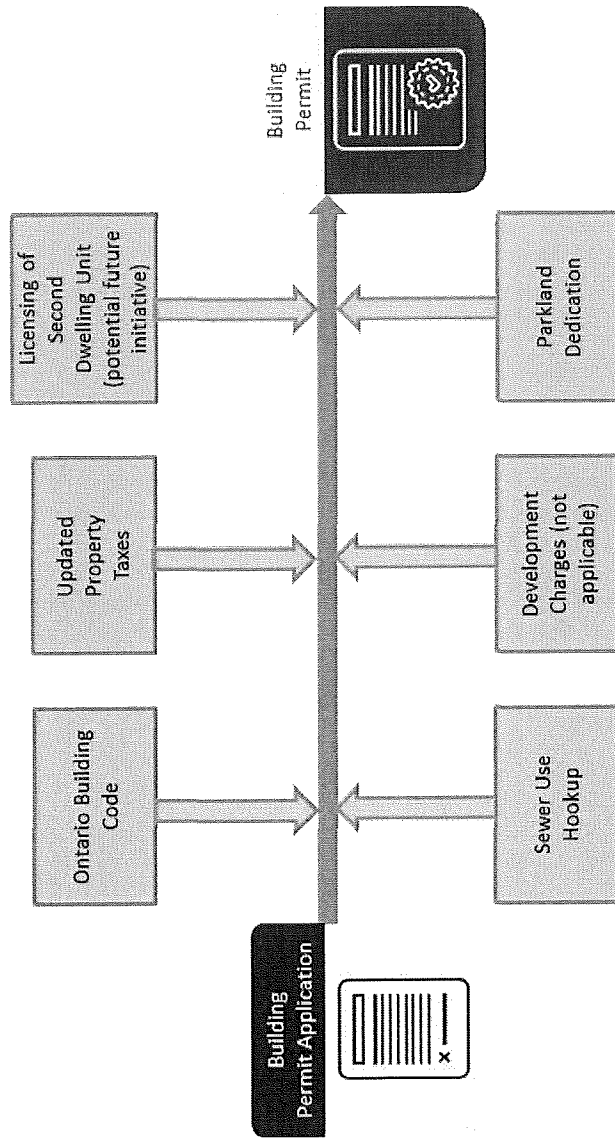 Building
Permit Application
Ontario Building
Code
Updated
Property
Taxes
Licensing of
Second
Dwelling Unit
(potential future
initiative)
Sewer Use
Hookup
Development
Charges (not
applicable)
Parkland
Dedication
Building
Permit